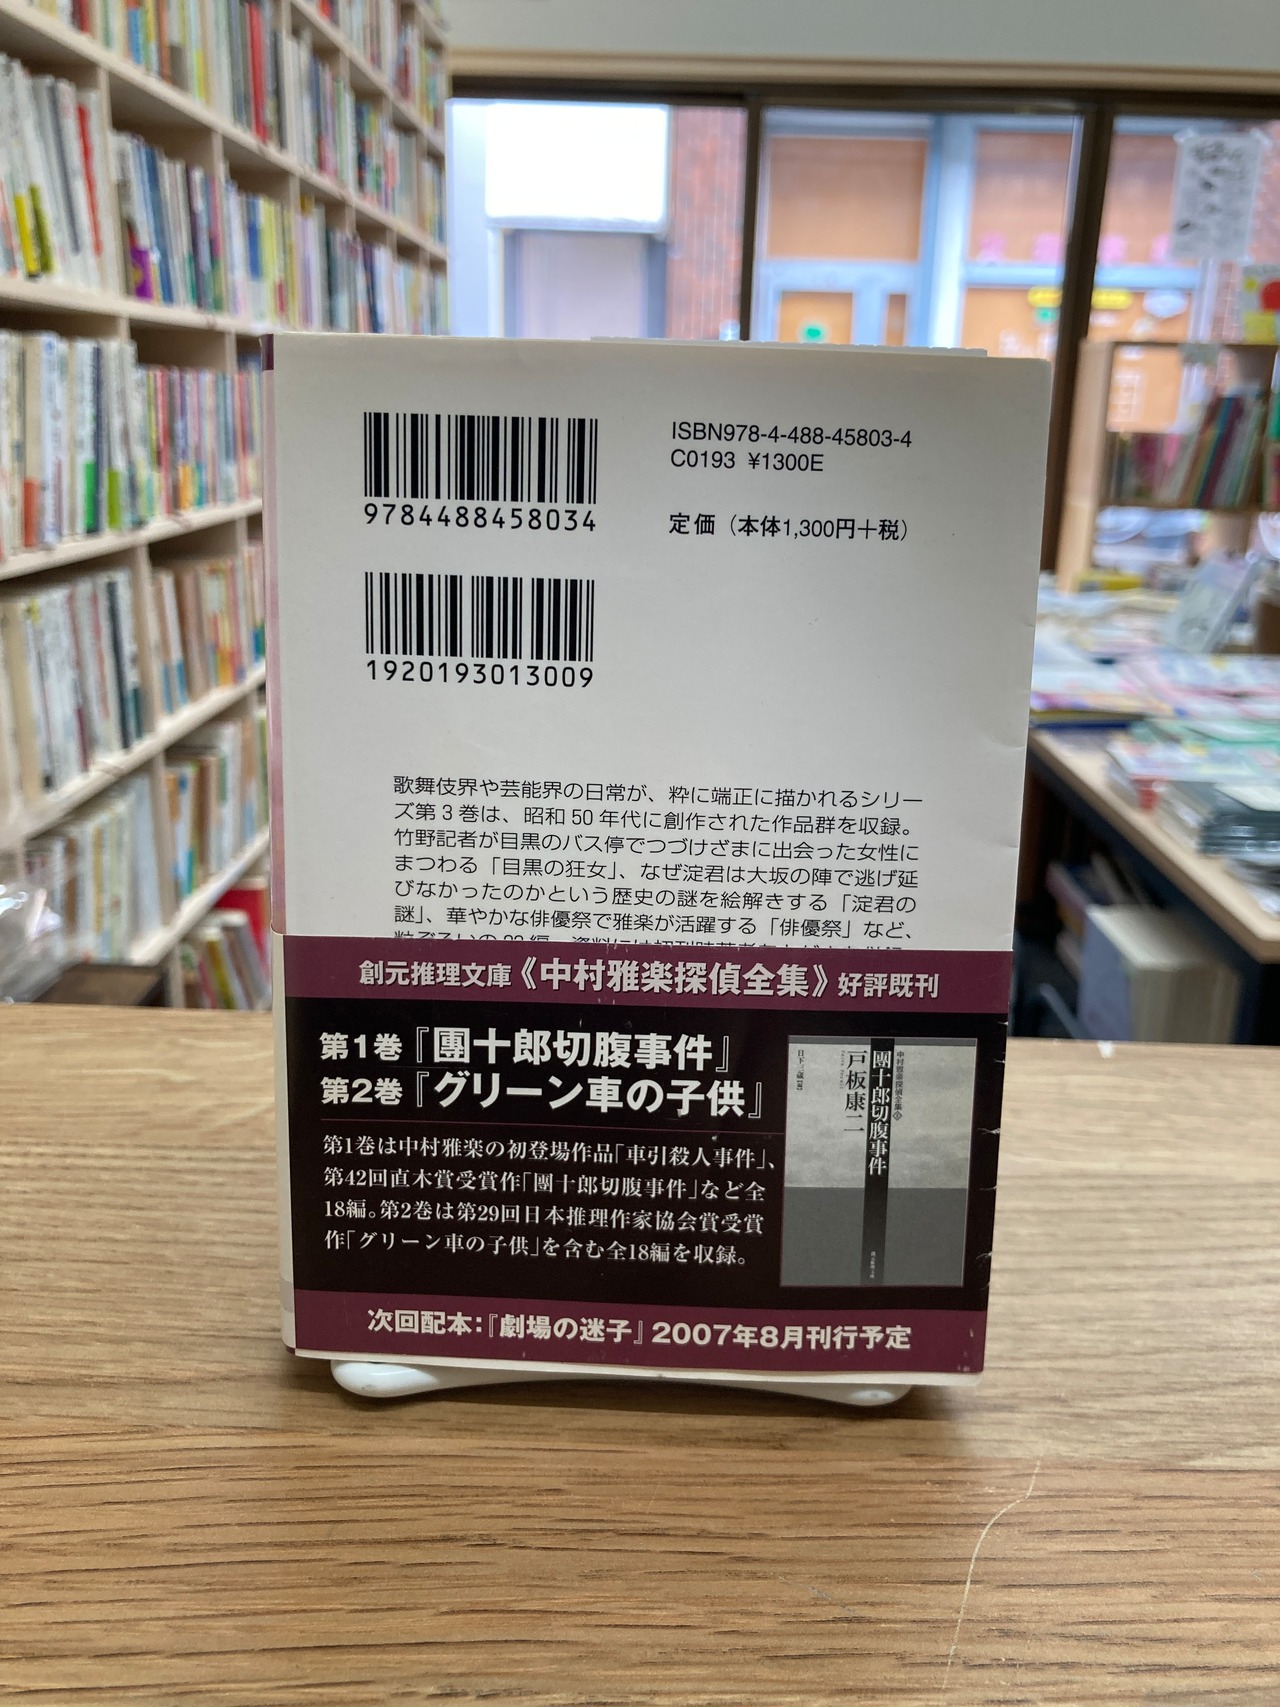 9784488458034
ISBN978-4-488-45803-4
C0193 ¥1300E
定価（本体1,300円＋税）
1920193013009
歌舞伎界や芸能界の日常が、粋に端正に描かれるシリー
ズ第3巻は、昭和50年代に創作された作品群を収録。
竹野記者が目黒のバス停でつづけざまに出会った女性に
まつわる「目黒の狂女」、なぜ淀君は大坂の陣で逃げ延
びなかったのかという歴史の謎を絵解きする「淀君の
謎」、華やかな俳優祭で雅楽が活躍する「俳優祭」など、
創元推理文庫《中村雅楽探偵全集》好評既刊
第1巻『團十郎切腹事件』
第2巻『グリーン車の子供』
第1巻は中村雅楽の初登場作品「車引殺人事件」、
第42回直木賞受賞作「團十郎切腹事件」など全
18編。第2巻は第29回日本推理作家協会賞受賞
作「グリーン車の子供」を含む全18編を収録。
中村雅楽探偵全集
團十郎切腹事件
戸板康二
日下三蔵
次回配本：『劇場の迷子』2007年8月刊行予定